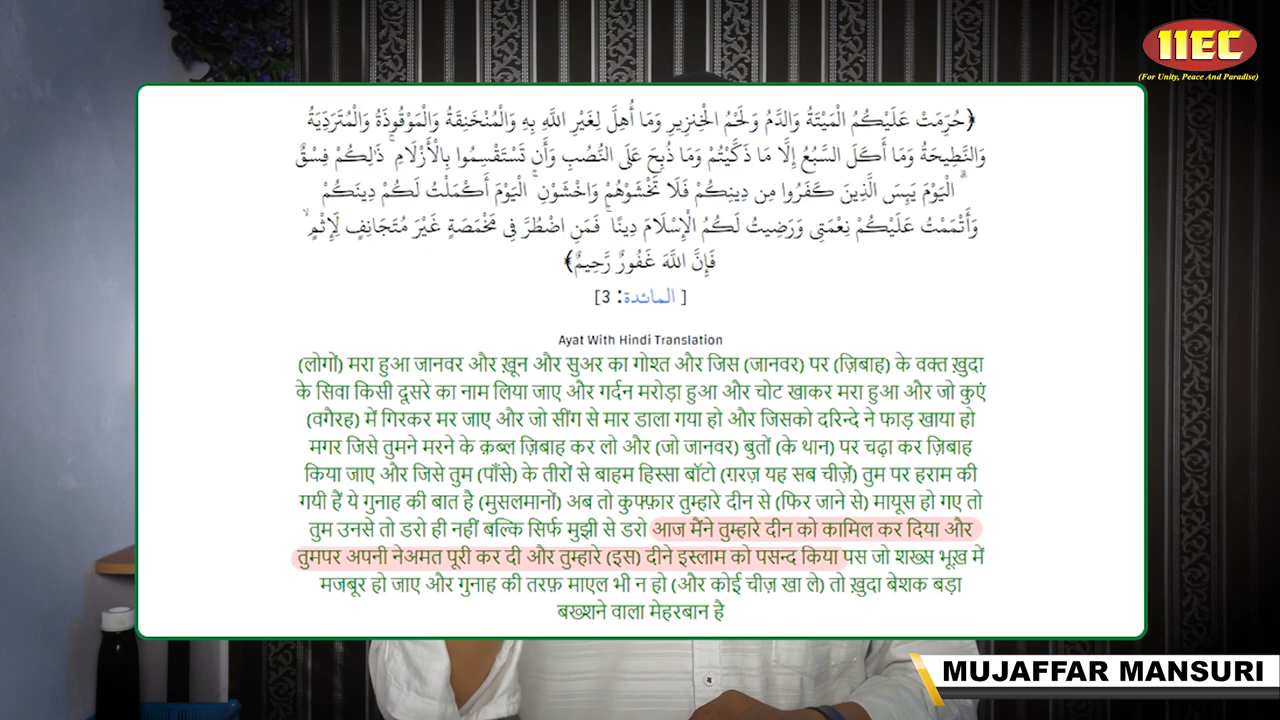 IIEC
(For Unity, Peace And Paradise)
﴿حُرِّمَتْ عَلَيْكُمُ الْمَيْتَةُ وَالدَّمُ وَلَحْمُ الْخِنزِيرِ وَمَا أُهِلَّ لِغَيْرِ اللَّهِ بِهِ وَالْمُنْخَنِقَةُ وَالْمَوْقُوذَةُ وَالْمُتَرَدِّيَةُ
وَالنَّطِيحَةُ وَمَا أَكَلَ السَّبُعُ إِلَّا مَا ذَكَّيْتُمْ وَمَا ذُبِحَ عَلَى النُّصُبِ وَأَن تَسْتَقْسِمُوا بِالْأَزْلَامِ ۚ ذَٰلِكُمْ فِسْقٌ
ۗ الْيَوْمَ يَئِسَ الَّذِينَ كَفَرُوا مِن دِينِكُمْ فَلَا تَخْشَوْهُمْ وَاخْشَوْنِ ۚ الْيَوْمَ أَكْمَلْتُ لَكُمْ دِينَكُمْ
وَأَتْمَمْتُ عَلَيْكُمْ نِعْمَتِي وَرَضِيتُ لَكُمُ الْإِسْلَامَ دِينًا ۚ فَمَنِ اضْطُرَّ فِي مَخْمَصَةٍ غَيْرَ مُتَجَانِفٍ لِّإِثْمٍ ۙ
فَإِنَّ اللَّهَ غَفُورٌ رَّحِيمٌ﴾
[ المائدة: 3]
Ayat With Hindi Translation
(लोगों) मरा हुआ जानवर और ख़ून और सुअर का गोश्त और जिस (जानवर) पर (ज़िबाह) के वक्त ख़ुदा
के सिवा किसी दूसरे का नाम लिया जाए और गर्दन मरोड़ा हुआ और चोट खाकर मरा हुआ और जो कुएं
(वगैरह) में गिरकर मर जाए और जो सींग से मार डाला गया हो और जिसको दरिन्दे ने फाड़ खाया हो
मगर जिसे तुमने मरने के क़ब्ल ज़िबाह कर लो और (जो जानवर) बुतों (के थान) पर चढ़ा कर ज़िबाह
किया जाए और जिसे तुम (पाँसे) के तीरों से बाहम हिस्सा बॉटो (ग़रज़ यह सब चीज़ें) तुम पर हराम की
गयी हैं ये गुनाह की बात है (मुसलमानों) अब तो कुफ्फ़ार तुम्हारे दीन से (फिर जाने से) मायूस हो गए तो
तुम उनसे तो डरो ही नहीं बल्कि सिर्फ मुझी से डरो आज मैंने तुम्हारे दीन को कामिल कर दिया और
तुमपर अपनी नेअमत पूरी कर दी और तुम्हारे (इस) दीने इस्लाम को पसन्द किया पस जो शख्स भूख़ में
मजबूर हो जाए और गुनाह की तरफ़ माएल भी न हो (और कोई चीज़ खा ले) तो ख़ुदा बेशक बड़ा
बख्शने वाला मेहरबान है
MUJAFFAR MANSURI